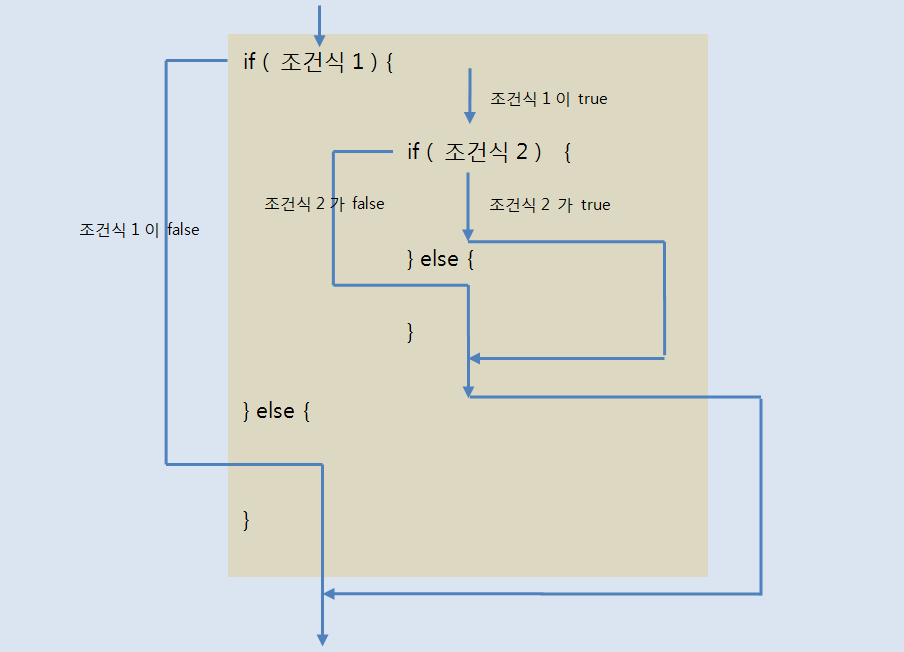 if ( 조건식 1 ) {
조건식 1 이 true
if ( 조건식 2 ) {
조건식 2 가 false
조건식 2 가 true
조건식 1 이 false
} else {
}
} else {
}